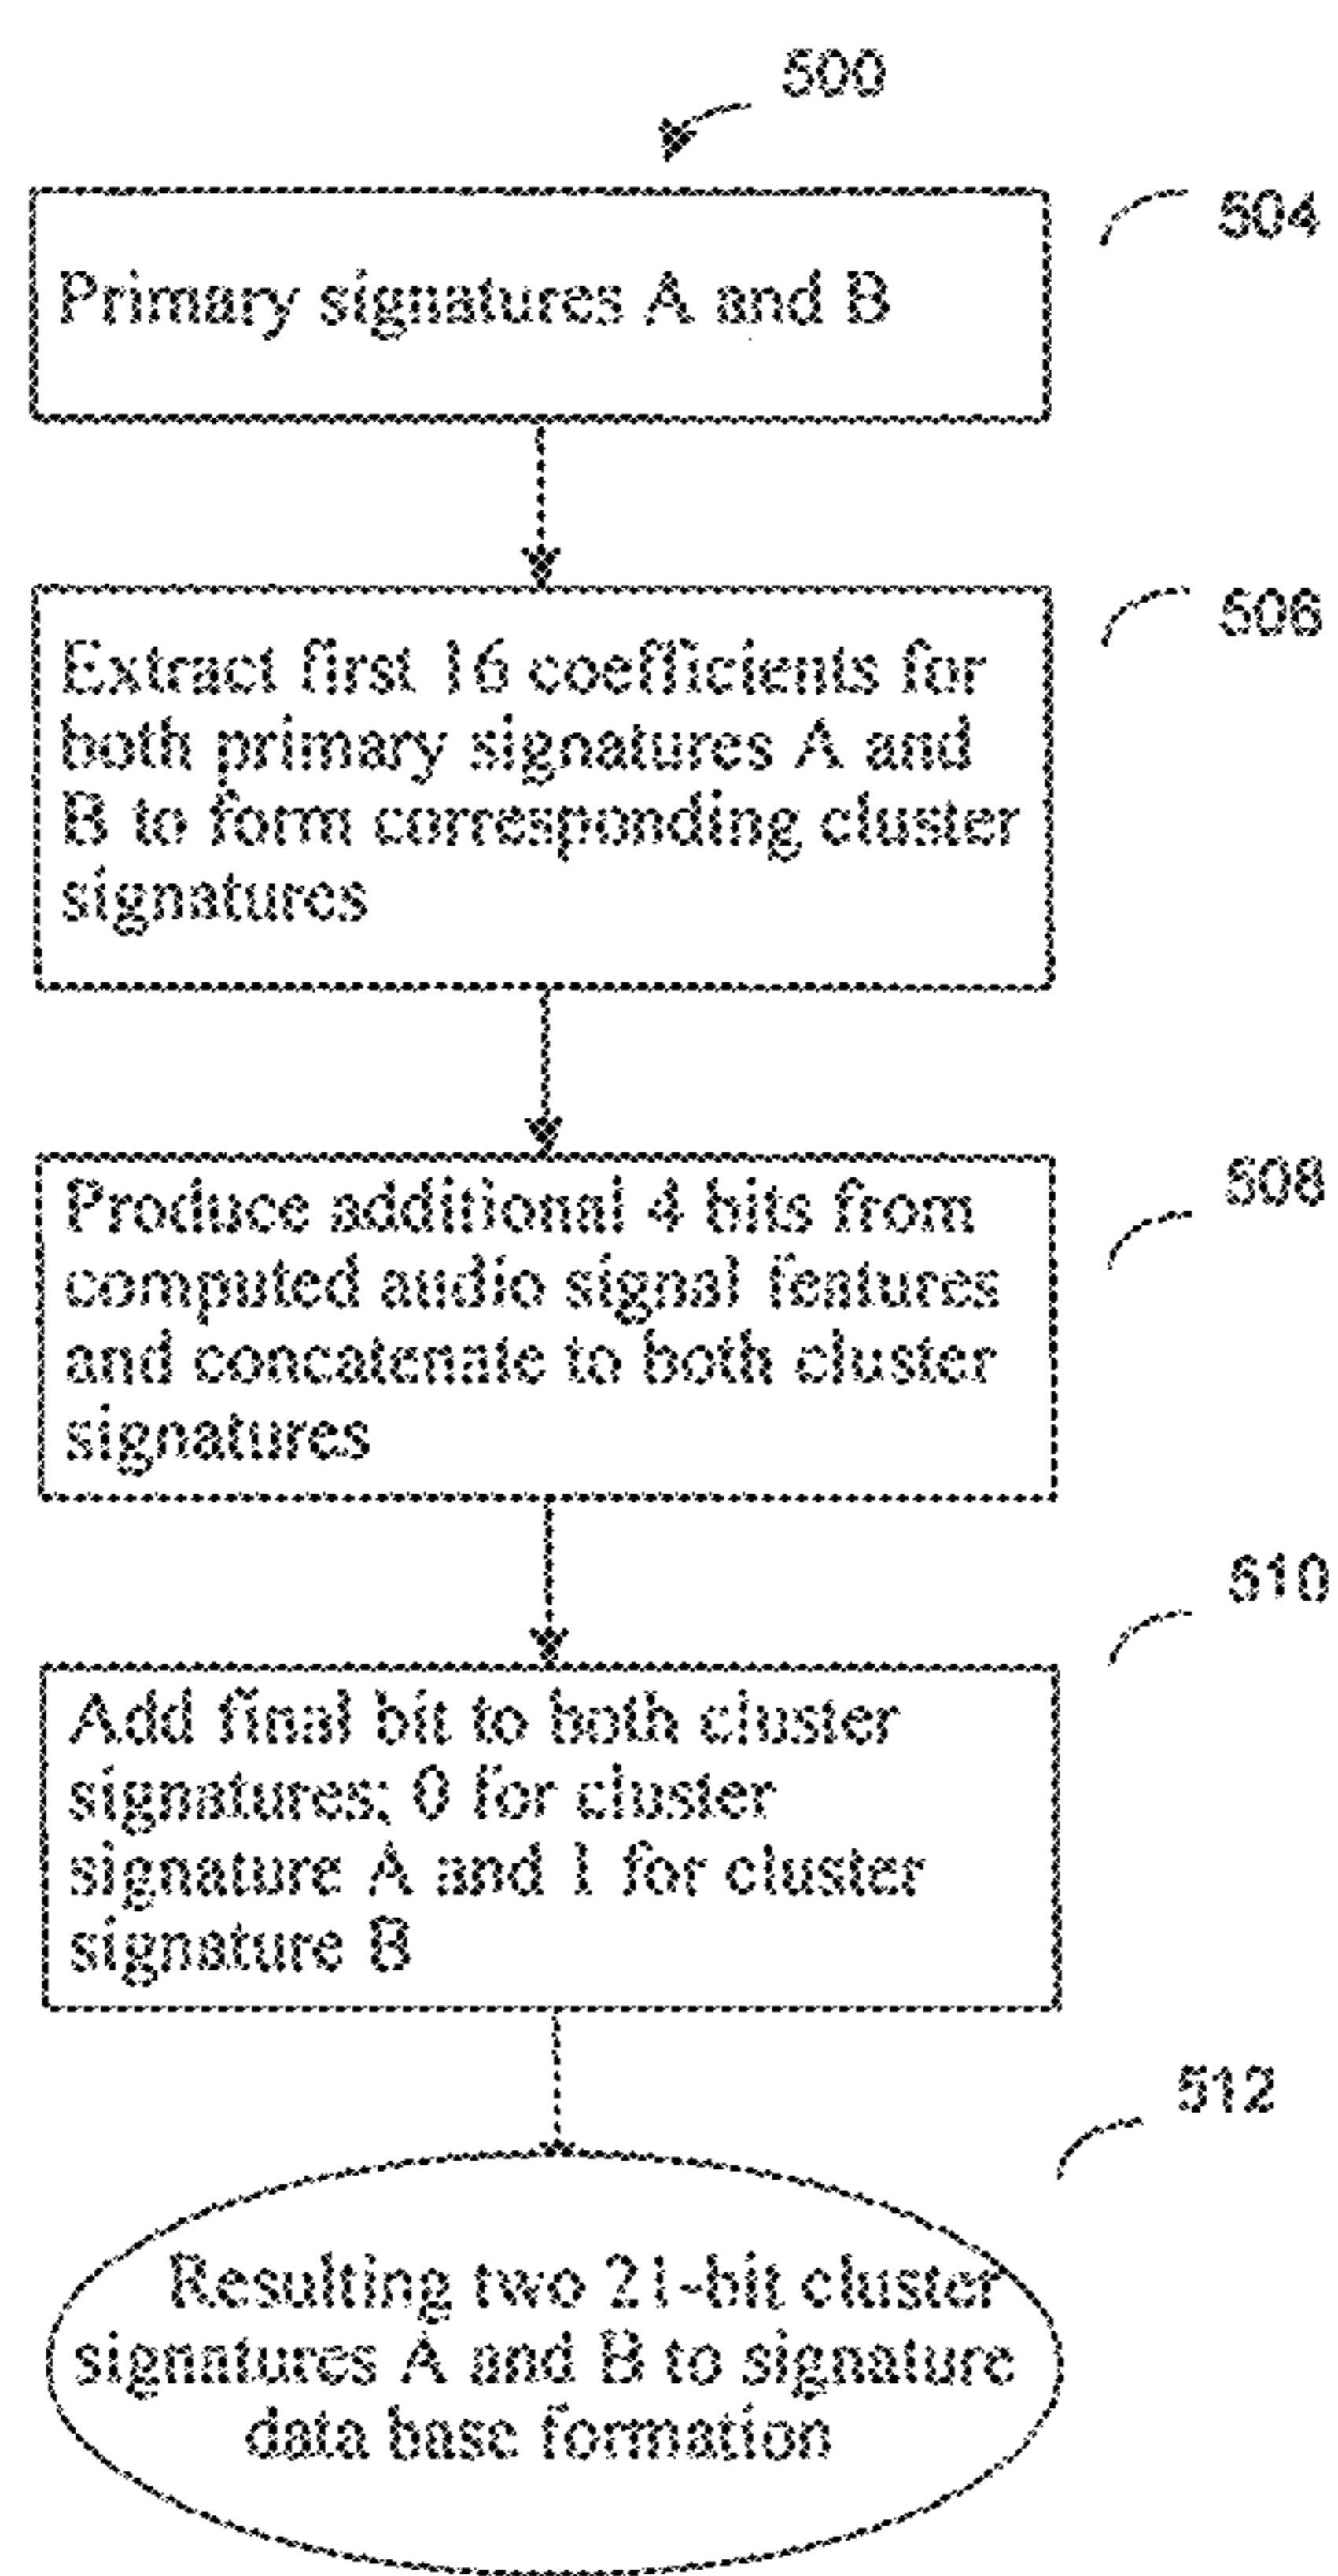 500
504
Primary signatures A and B
506
Extract first 16 coefficients for
both primary signatures A and
B to form corresponding cluster
signatures
508
Produce additional 4 bits from
computed audio signal features
and concatenate to both cluster
signatures
510
Add final bit to both cluster
signatures; 0 for cluster
signature A and 1 for cluster
signature B
512
Resulting two 21-bit cluster
signatures A and B to signature
data base formation